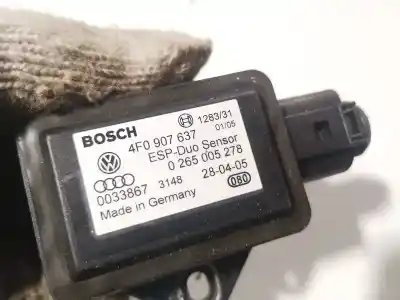 BOSCH
1283/31
01/05
4F0 907 637
ESP-Duo Sensor
0 265 005 278
0033867 3148 28-04-05
Made in Germany
080